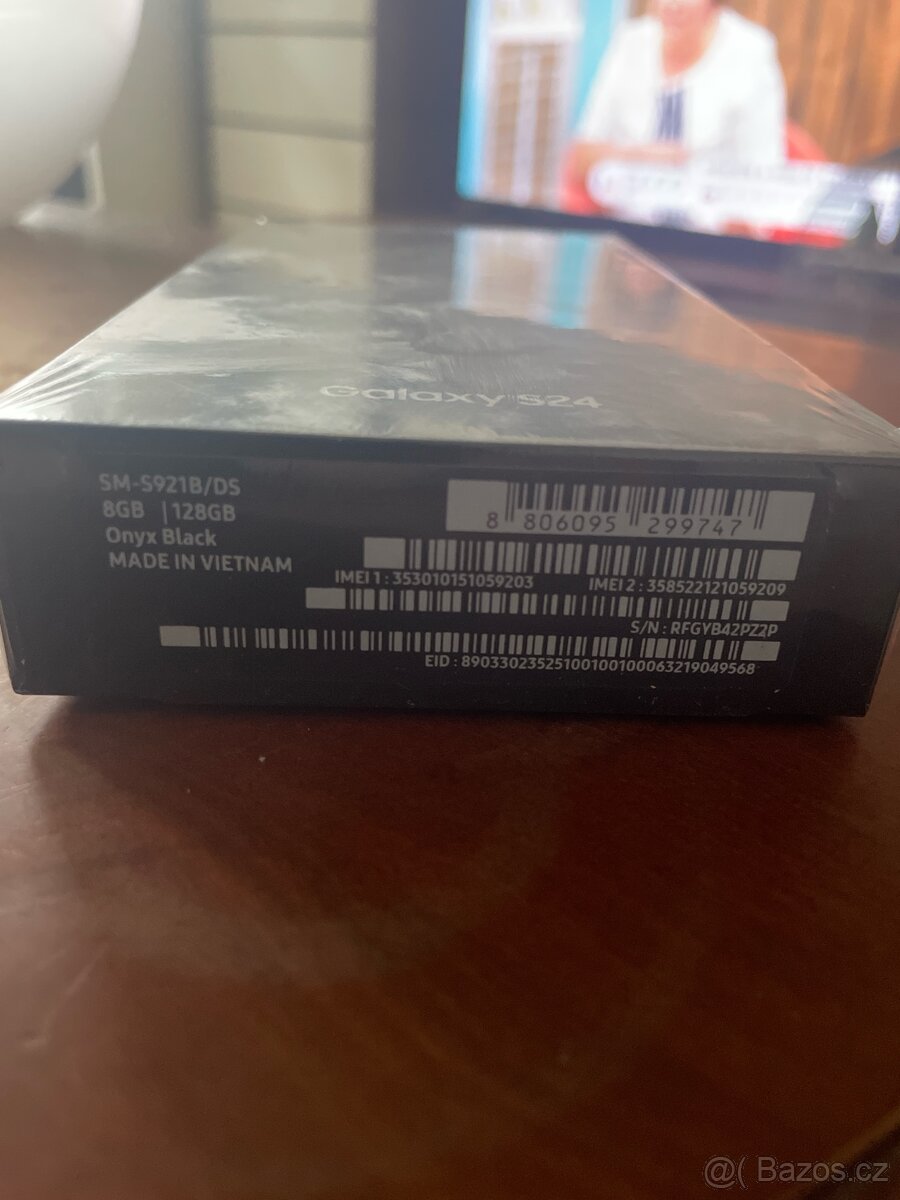 Galaxy S24
SM-S921B/DS
8GB | 128GB
Onyx Black
MADE IN VIETNAM
8 806095 299747
IMEI 1 : 353010151059203 IMEI 2 : 358522121059209
S/N : RFGYB42PZ2P
EID : 89033023525100100100063219049568
@( Bazos.cz